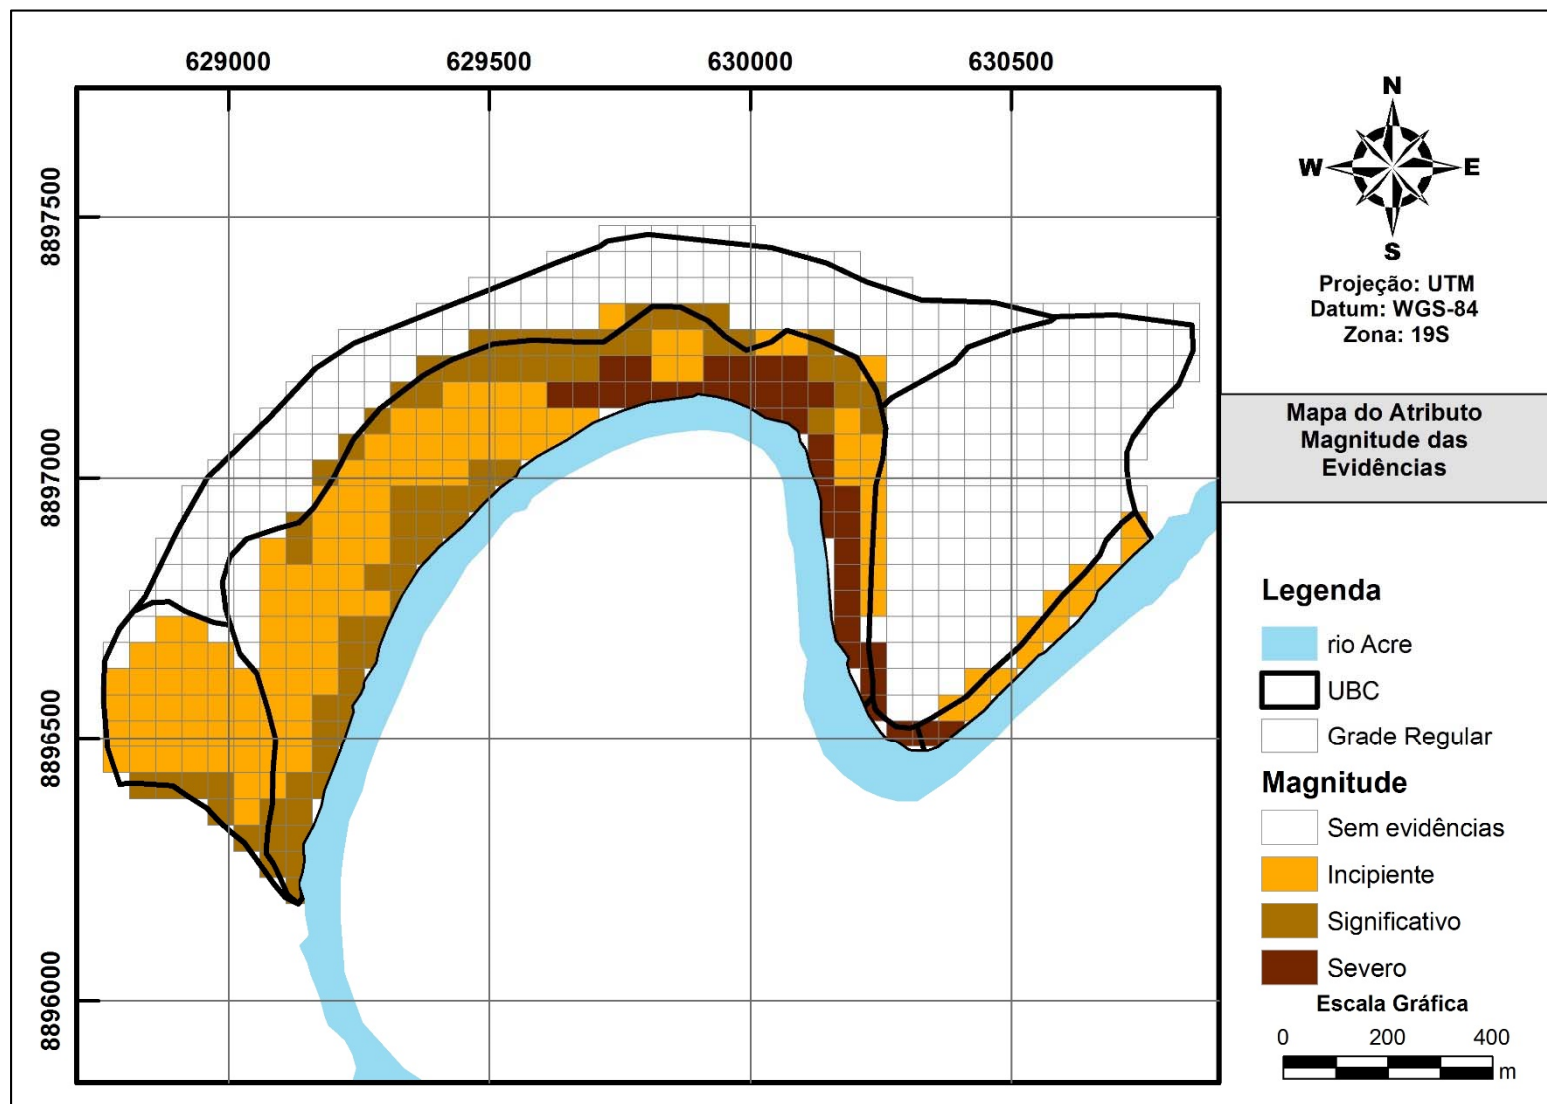 629000 629500 630000 630500
8897500
8897000
8896500
8896000
N
W E
S
Projeção: UTM
Datum: WGS-84
Zona: 19S
Mapa do Atributo
Magnitude das
Evidências
Legenda
rio Acre
UBC
Grade Regular
Magnitude
Sem evidências
Incipiente
Significativo
Severo
Escala Gráfica
0 200 400
m